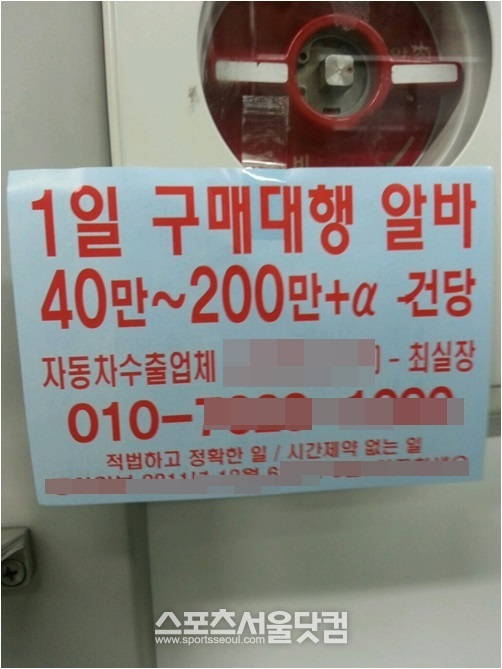 1일 구매대행 알바
40만~200만+α -건당
자동차수출업체 - 최실장
010-
적법하고 정확한 일 / 시간제약 없는 일
스포츠서울닷컴
www.sportsseoul.com